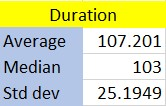 Duration
Average 107.201
Median 103
Std dev 25.1949